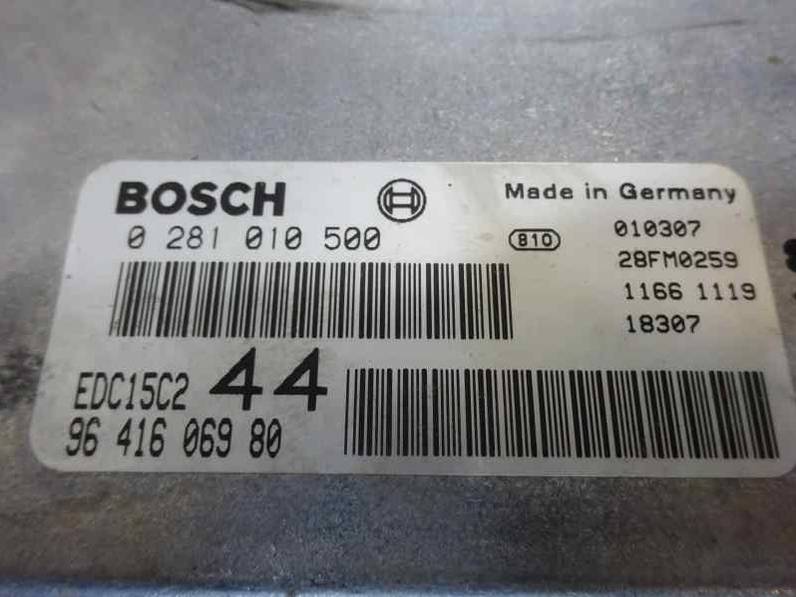 BOSCH
Made in Germany
0 281 010 500
810
010307
28FM0259
1166 1119
18307
EDC15C2 44
96 416 069 80